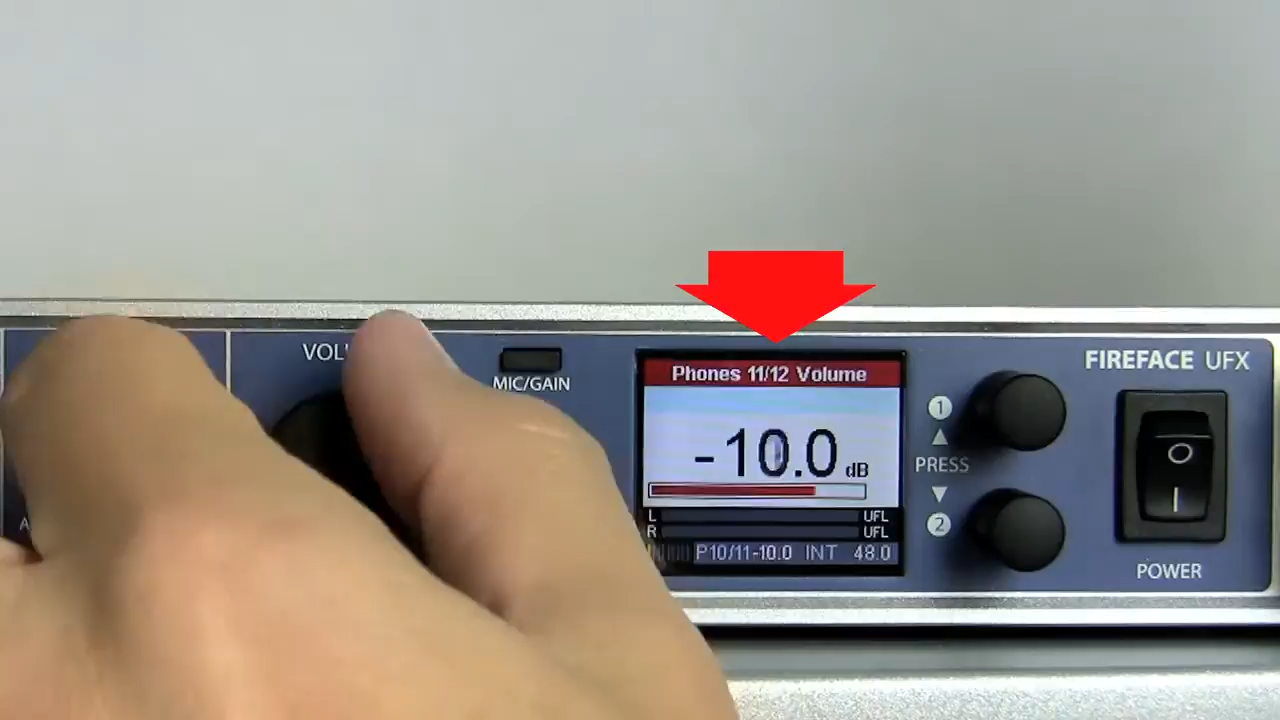 VOL
MIC/GAIN
Phones 11/12 Volume
-10.0 dB
L UFL
R UFL
P10/11-10.0 INT 48.0
1
PRESS
2
FIREFACE UFX
O
I
POWER